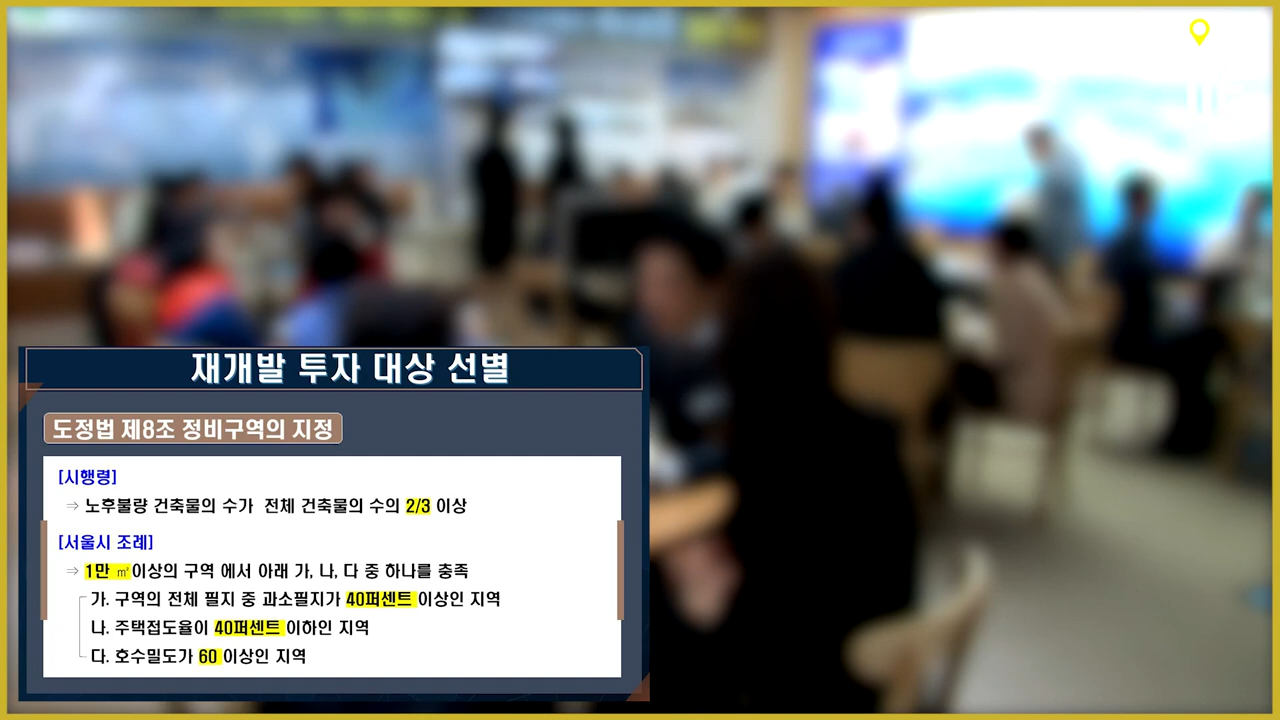 재개발 투자 대상 선별
도정법 제8조 정비구역의 지정
[시행령]
⇒ 노후불량 건축물의 수가 전체 건축물의 수의 2/3 이상
[서울시 조례]
⇒ 1만 ㎡이상의 구역 에서 아래 가, 나, 다 중 하나를 충족
가. 구역의 전체 필지 중 과소필지가 40퍼센트 이상인 지역
나. 주택접도율이 40퍼센트 이하인 지역
다. 호수밀도가 60 이상인 지역